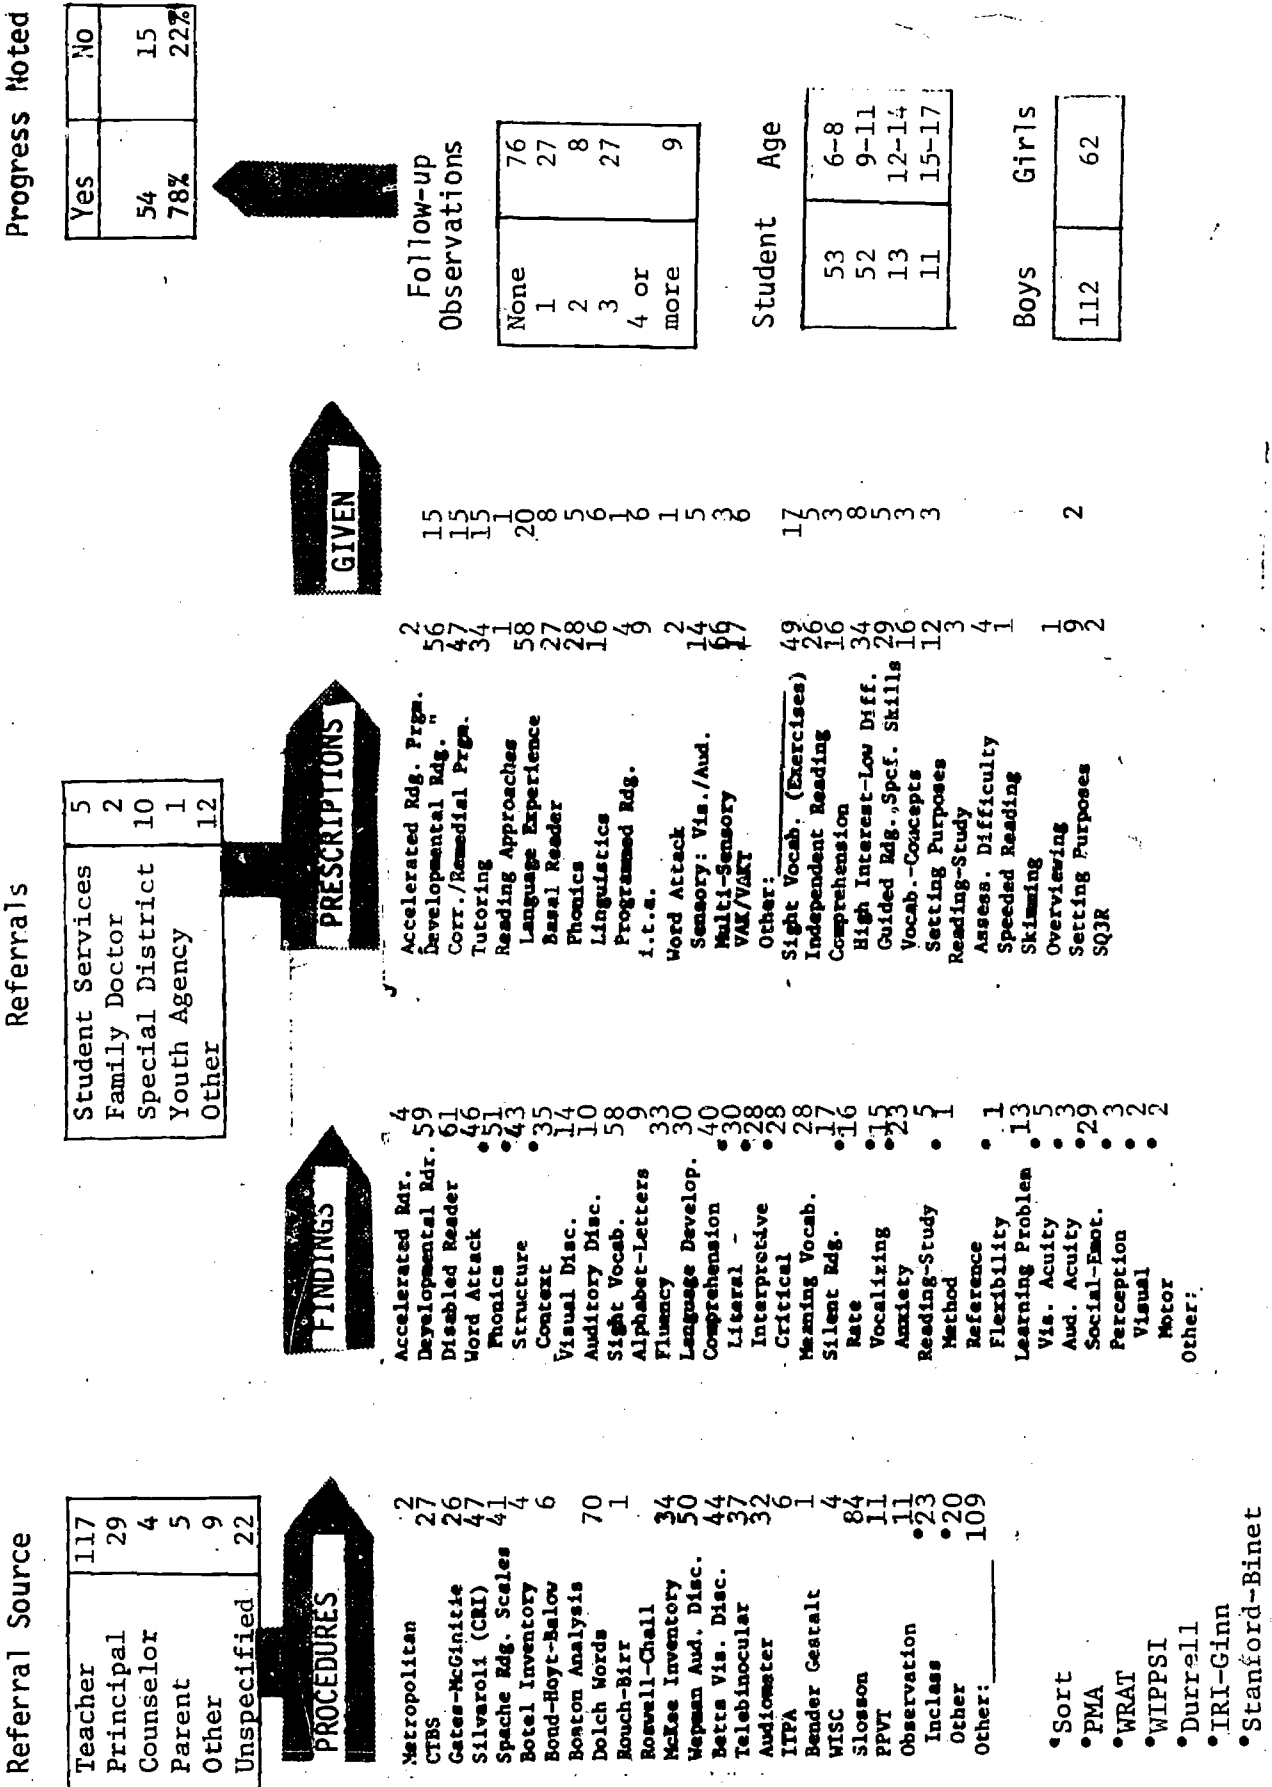 Referral Source
Teacher 117
Principal 29
Counselor 4
Parent 5
Other 9
Unspecified 22
PROCEDURES
Metropolitan 2
CTBS 27
Gates-McGinitie 26
Silvaroli (CRI) 47
Spache Rdg. Scales 41
Botel Inventory 4
Bond-Hoyt-Balow 6
Boston Analysis
Dolch Words 70
Rouch-Birr 1
Roswell-Chall
McKee Inventory 34
Wepman Aud. Disc. 50
Betts Vis. Disc. 44
Telebinocular 37
Audiometer 32
ITPA 6
Bender Gestalt 1
WISC 4
Slosson 84
PPVT 11
Observation 11
Inclass •23
Other •20
Other: 109
•Sort
•PMA
•WRAT
•WIPPSI
•Durrell
•IRI-Ginn
•Stanford-Binet
Referrals
Student Services 5
Family Doctor 2
Special District 10
Youth Agency 1
Other 12
FINDINGS
Accelerated Rdr. 4
Developmental Rdr. 59
Disabled Reader 61
Word Attack 46
Phonics •51
Structure •43
Context •35
Visual Disc. 14
Auditory Disc. 10
Sight Vocab. 58
Alphabet-Letters 9
Fluency 33
Language Develop. 30
Comprehension 40
Literal - •30
Interpretive •28
Critical •28
Meaning Vocab. 28
Silent Rdg. 17
Rate •16
Vocalizing •15
Anxiety •23
Reading-Study 5
Method • 1
Reference
Flexibility • 1
Learning Problem 13
Vis. Acuity • 5
Aud. Acuity • 3
Social-Emot. •29
Perception • 3
Visual • 2
Motor • 2
Other:
PRESCRIPTIONS
GIVEN
Accelerated Rdg. Prgm. 2
Developmental Rdg. " 56 15
Corr./Remedial Prgm. 47 15
Tutoring 34 15
Reading Approaches 1 1
Language Experience 58 20
Basal Reader 27 8
Phonics 28 5
Linguistics 16 6
Programmed Rdg. 4 1
i.t.a. 9 6
Word Attack 2 1
Sensory: Vis./Aud. 14 5
Multi-Sensory 66 3
VAK/VAKT 17 6
Other:
Sight Vocab. (Exercises) 49 17
Independent Reading 26 5
Comprehension 16 3
High Interest-Low Diff. 34 8
Guided Rdg.,Spcf. Skills 29 5
Vocab.-Concepts 16 3
Setting Purposes 12 3
Reading-Study 3
Assess. Difficulty 4
Speeded Reading 1
Skimming
Overviewing 1
Setting Purposes 9 2
SQ3R 2
Progress Noted
Yes No
54 15
78% 22%
Follow-up
Observations
None 76
1 27
2 8
3 27
4 or
more 9
Student Age
53 6-8
52 9-11
13 12-14
11 15-17
Boys Girls
112 62